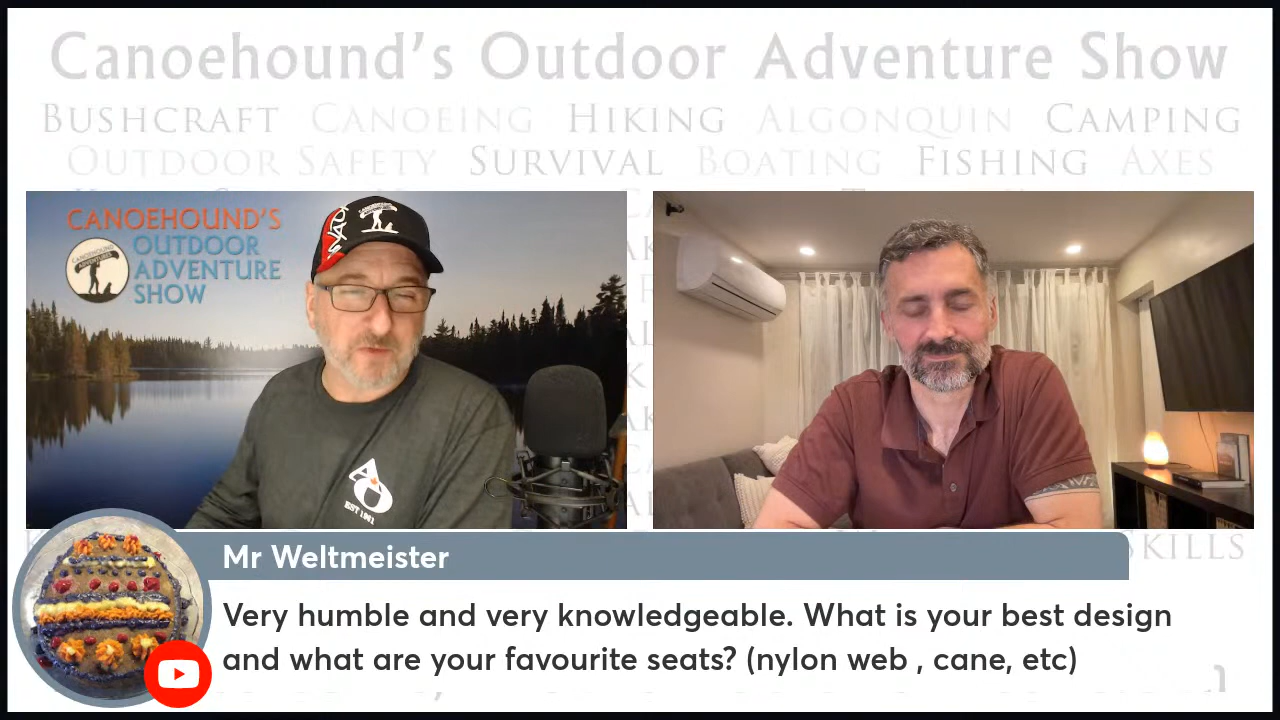 Canoehound's Outdoor Adventure Show
BUSHCRAFT CANOEING HIKING ALGONQUIN CAMPING
OUTDOOR SAFETY SURVIVAL BOATING FISHING AXES
CANOEHOUND'S
OUTDOOR
ADVENTURE
SHOW
EST 1991
SKILLS
Mr Weltmeister
Very humble and very knowledgeable. What is your best design
and what are your favourite seats? (nylon web , cane, etc)